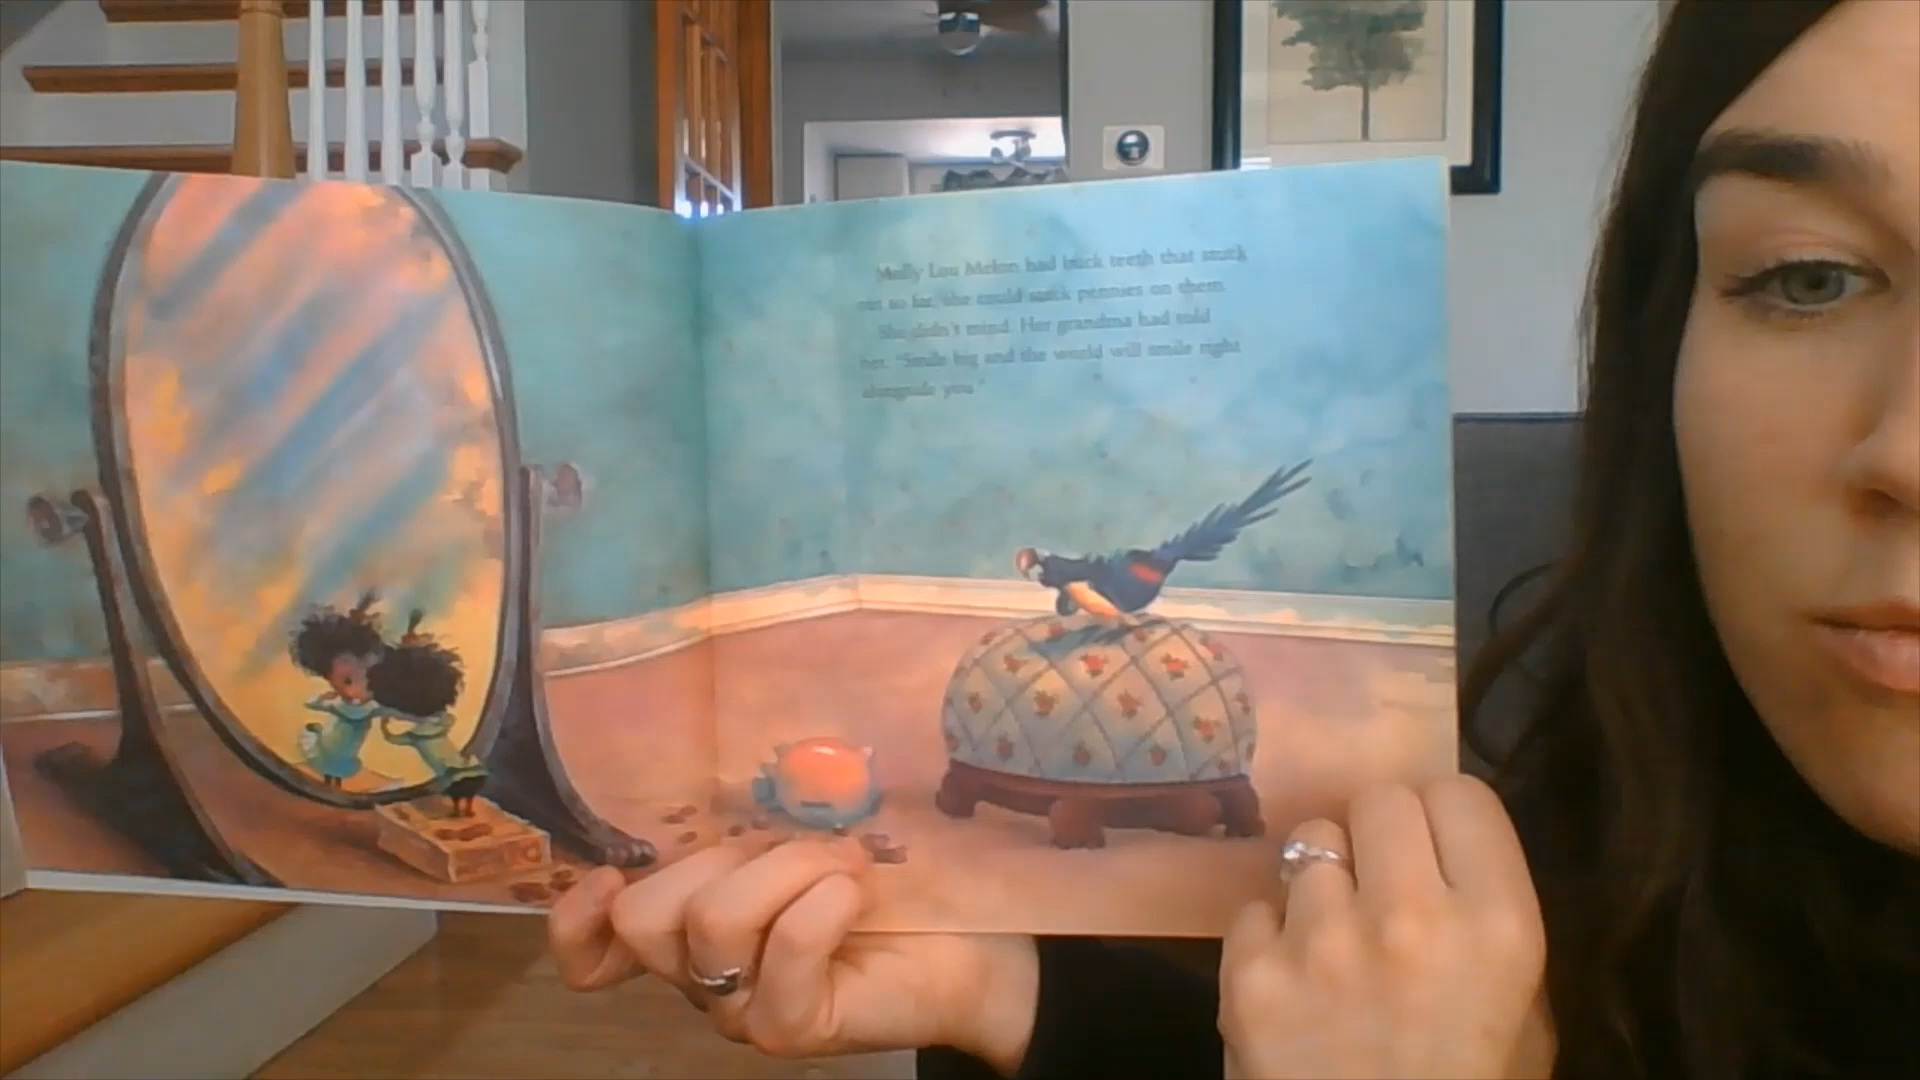 Molly Lou Melon had buck teeth that stuck
out so far, she could stack pennies on them.
She didn't mind. Her grandma had told
her, "Smile big and the world will smile right
alongside you."